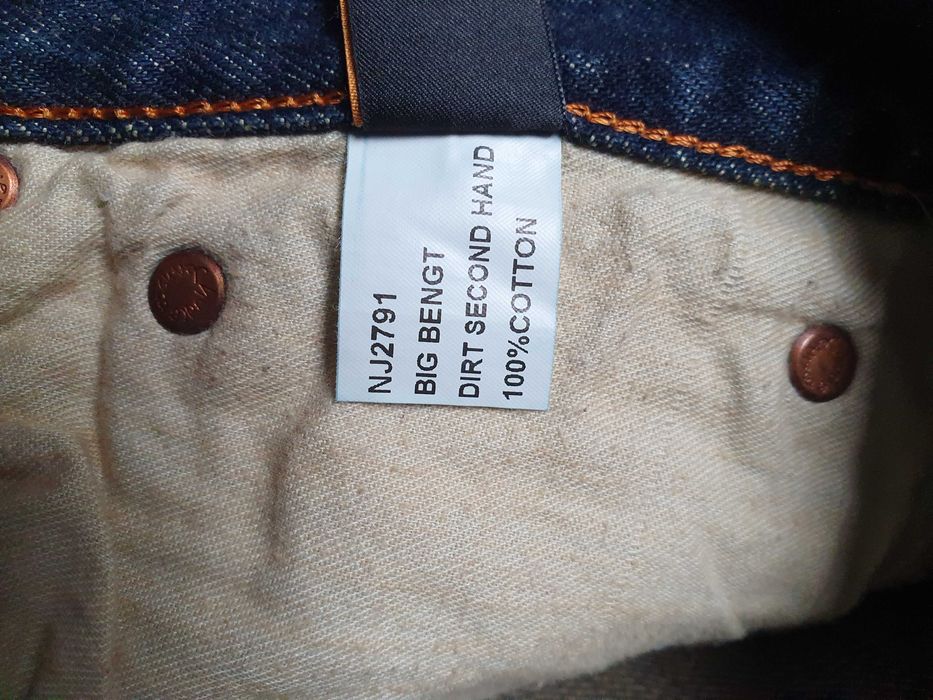 NJ2791
BIG BENGT
DIRT SECOND HAND
100%COTTON